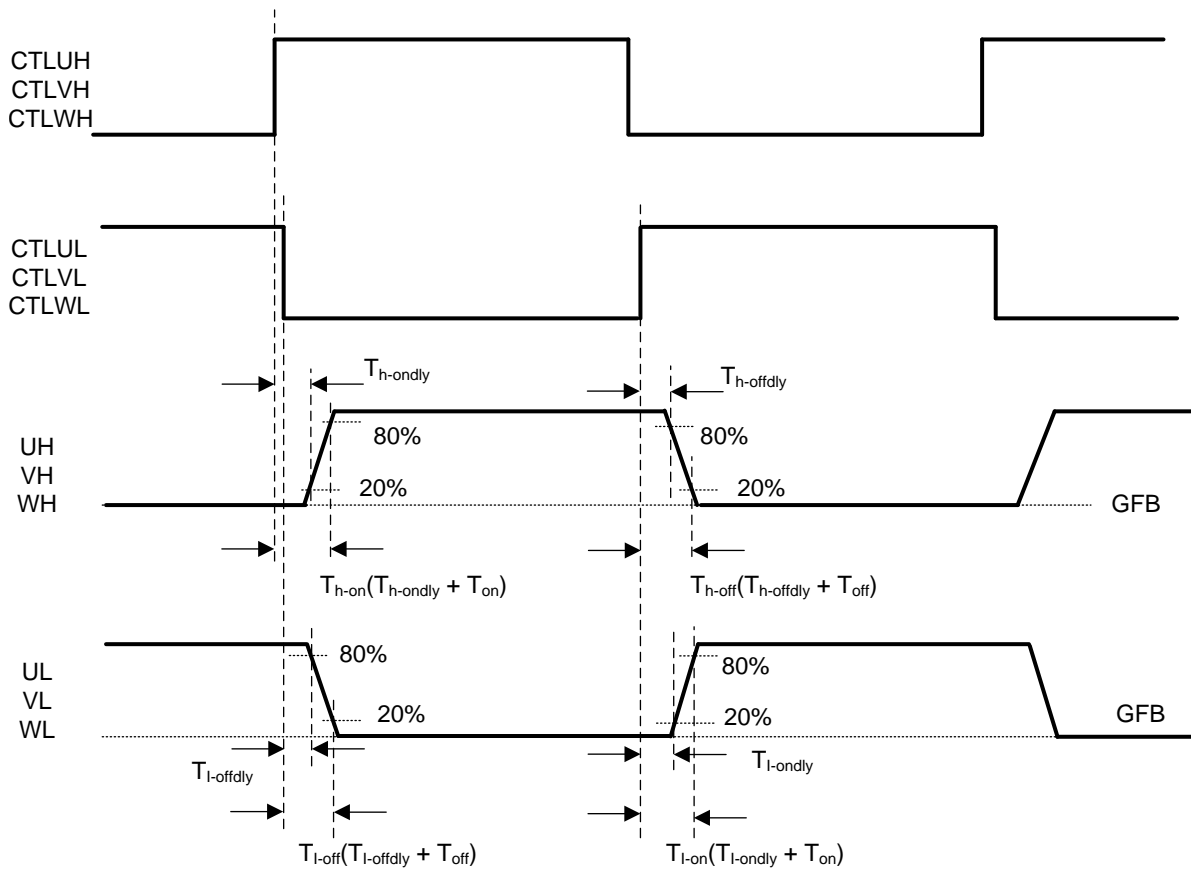 CTLUH
CTLVH
CTLWH
CTLUL
CTLVL
CTLWL
Th-ondly
Th-offdly
UH
VH
WH
80%
20%
80%
20%
GFB
Th-on(Th-ondly + Ton)
Th-off(Th-offdly + Toff)
UL
VL
WL
80%
20%
80%
20%
GFB
Tl-offdly
Tl-ondly
Tl-off(Tl-offdly + Toff)
Tl-on(Tl-ondly + Ton)